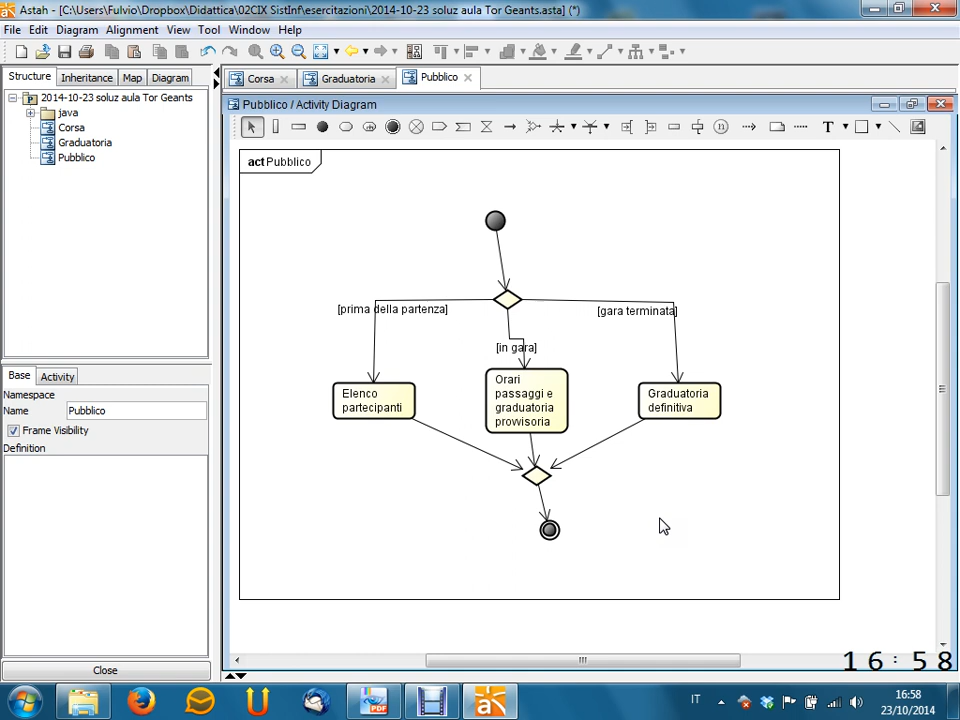 Astah - [C:\Users\Fulvio\Dropbox\Didattica\02CIX SistInf\esercitazioni\2014-10-23 soluz aula Tor Geants.asta] (*)
File Edit Diagram Alignment View Tool Window Help
Structure Inheritance Map Diagram
2014-10-23 soluz aula Tor Geants
java
Corsa
Graduatoria
Pubblico
Base Activity
Namespace
Name Pubblico
Frame Visibility
Definition
Close
Corsa Graduatoria Pubblico
Pubblico / Activity Diagram
n T
act Pubblico
[prima della partenza]
[gara terminata]
[in gara]
Elenco
partecipanti
Orari
passaggi e
graduatoria
provvisoria
Graduatoria
definitiva
16:58
PDF
IT
16:58
23/10/2014